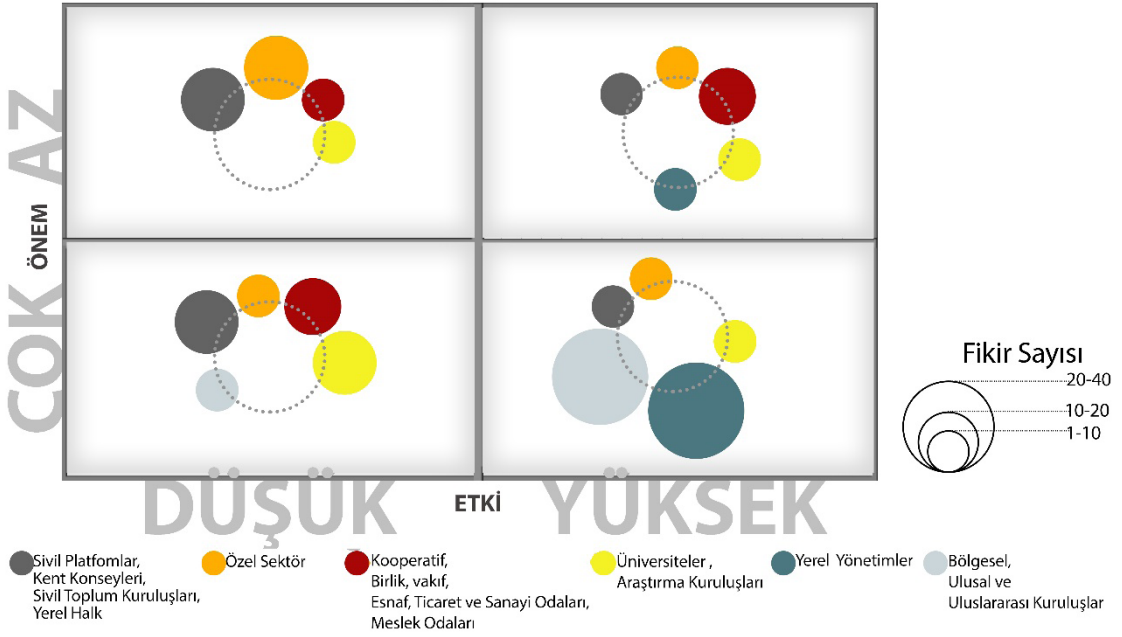 AZ
ÖNEM
COK
DÜŞÜK
ETKİ
YÜKSEK
Fikir Sayısı
20-40
10-20
1-10
Sivil Platfomlar,
Kent Konseyleri,
Sivil Toplum Kuruluşları,
Yerel Halk
Özel Sektör
Kooperatif,
Birlik, vakıf,
Esnaf, Ticaret ve Sanayi Odaları,
Meslek Odaları
Üniversiteler ,
Araştırma Kuruluşları
Yerel Yönetimler
Bölgesel,
Ulusal ve
Uluslararası Kuruluşlar